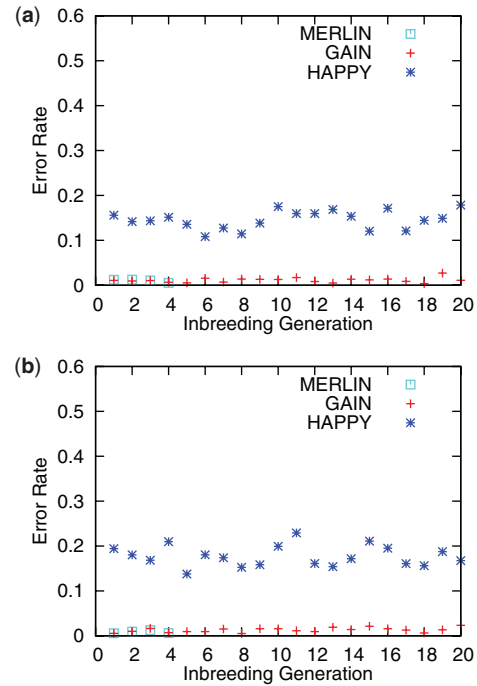 (a)
0.6
0.5
0.4
0.3
0.2
0.1
0
Error Rate
MERLIN
GAIN
HAPPY
0 2 4 6 8 10 12 14 16 18 20
Inbreeding Generation
(b)
0.6
0.5
0.4
0.3
0.2
0.1
0
Error Rate
MERLIN
GAIN
HAPPY
0 2 4 6 8 10 12 14 16 18 20
Inbreeding Generation